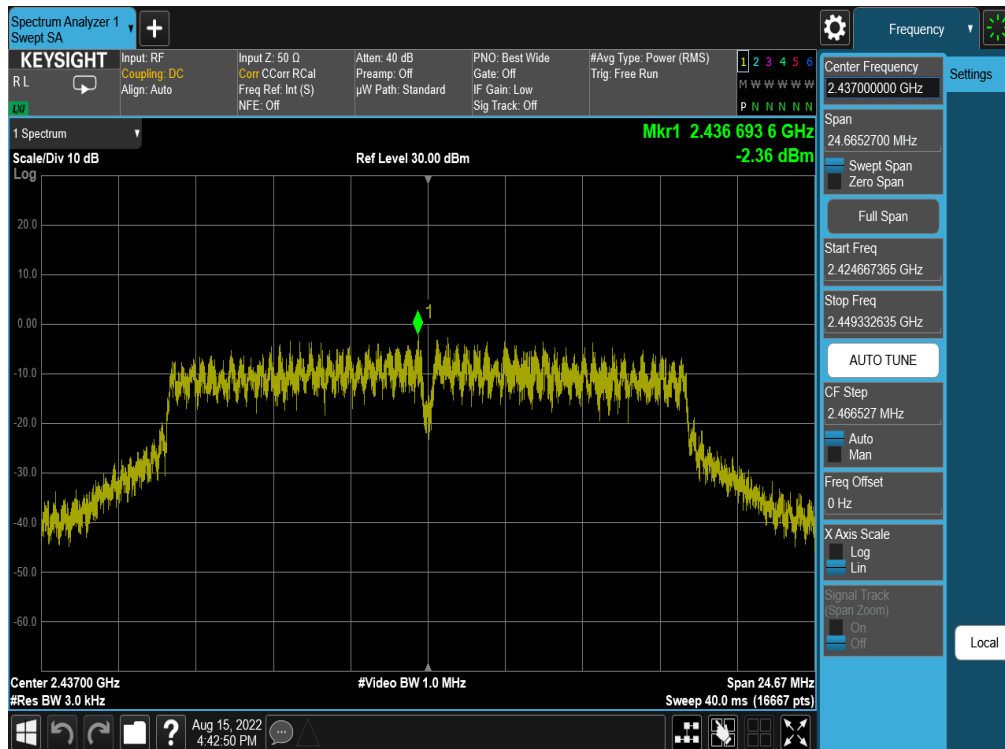 Spectrum Analyzer 1
Swept SA
+
Frequency
KEYSIGHT
R L
LXI
Input: RF
Coupling: DC
Align: Auto
Input Z: 50 Ω
Corr CCorr RCal
Freq Ref: Int (S)
NFE: Off
Atten: 40 dB
Preamp: Off
µW Path: Standard
PNO: Best Wide
Gate: Off
IF Gain: Low
Sig Track: Off
#Avg Type: Power (RMS)
Trig: Free Run
1 2 3 4 5 6
M W W W W W
P N N N N N
1 Spectrum
Scale/Div 10 dB
Ref Level 30.00 dBm
Mkr1 2.436 693 6 GHz
-2.36 dBm
Log
20.0
10.0
0.00
-10.0
-20.0
-30.0
-40.0
-50.0
-60.0
1
Center 2.43700 GHz
#Video BW 1.0 MHz
Span 24.67 MHz
#Res BW 3.0 kHz
Sweep 40.0 ms (16667 pts)
Center Frequency
2.437000000 GHz
Settings
Span
24.6652700 MHz
Swept Span
Zero Span
Full Span
Start Freq
2.424667365 GHz
Stop Freq
2.449332635 GHz
AUTO TUNE
CF Step
2.466527 MHz
Auto
Man
Freq Offset
0 Hz
X Axis Scale
Log
Lin
Signal Track
(Span Zoom)
On
Off
Local
?
Aug 15, 2022
4:42:50 PM